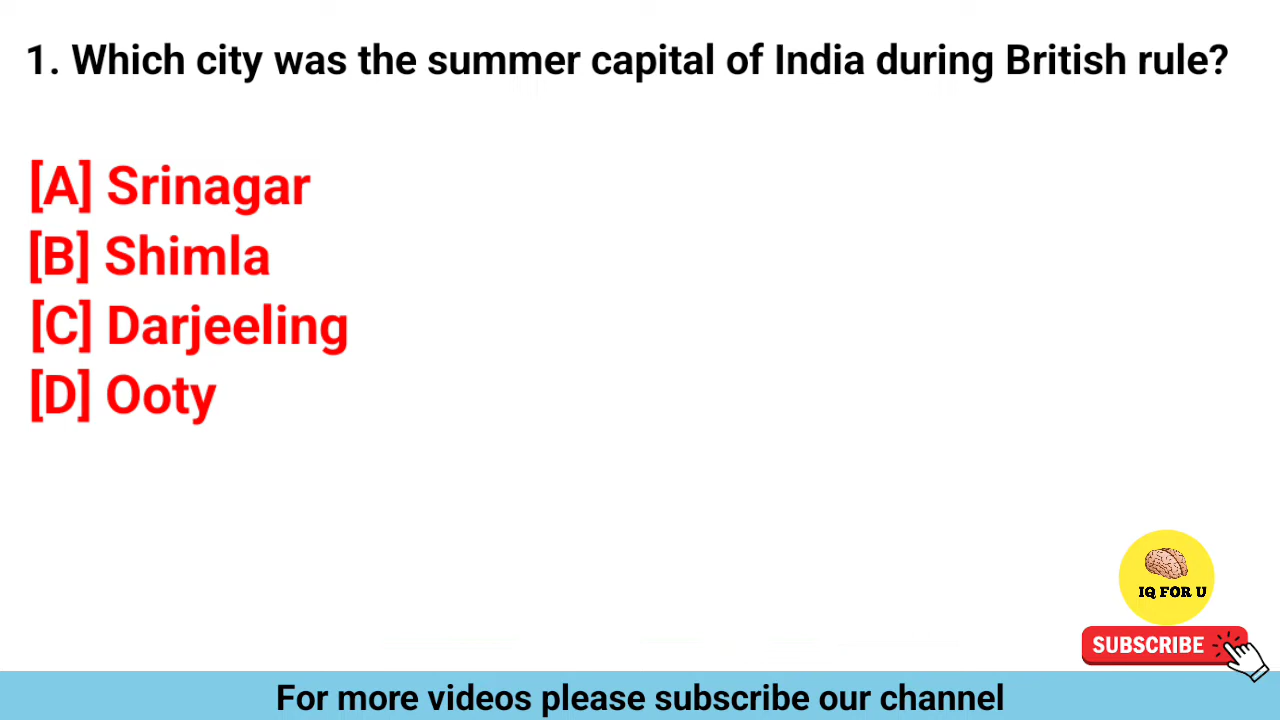 1. Which city was the summer capital of India during British rule?
[A] Srinagar
[B] Shimla
[C] Darjeeling
[D] Ooty
IQ FOR U
SUBSCRIBE
For more videos please subscribe our channel